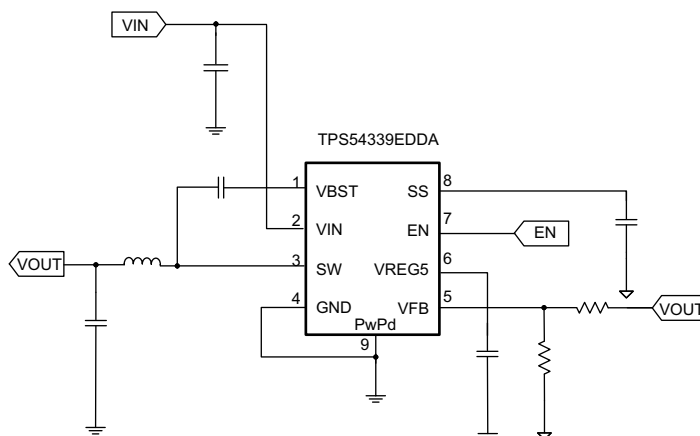 VIN
TPS54339EDDA
1 VBST SS 8
2 VIN EN 7 EN
VOUT 3 SW VREG5 6
4 GND VFB 5 VOUT
PwPd
9